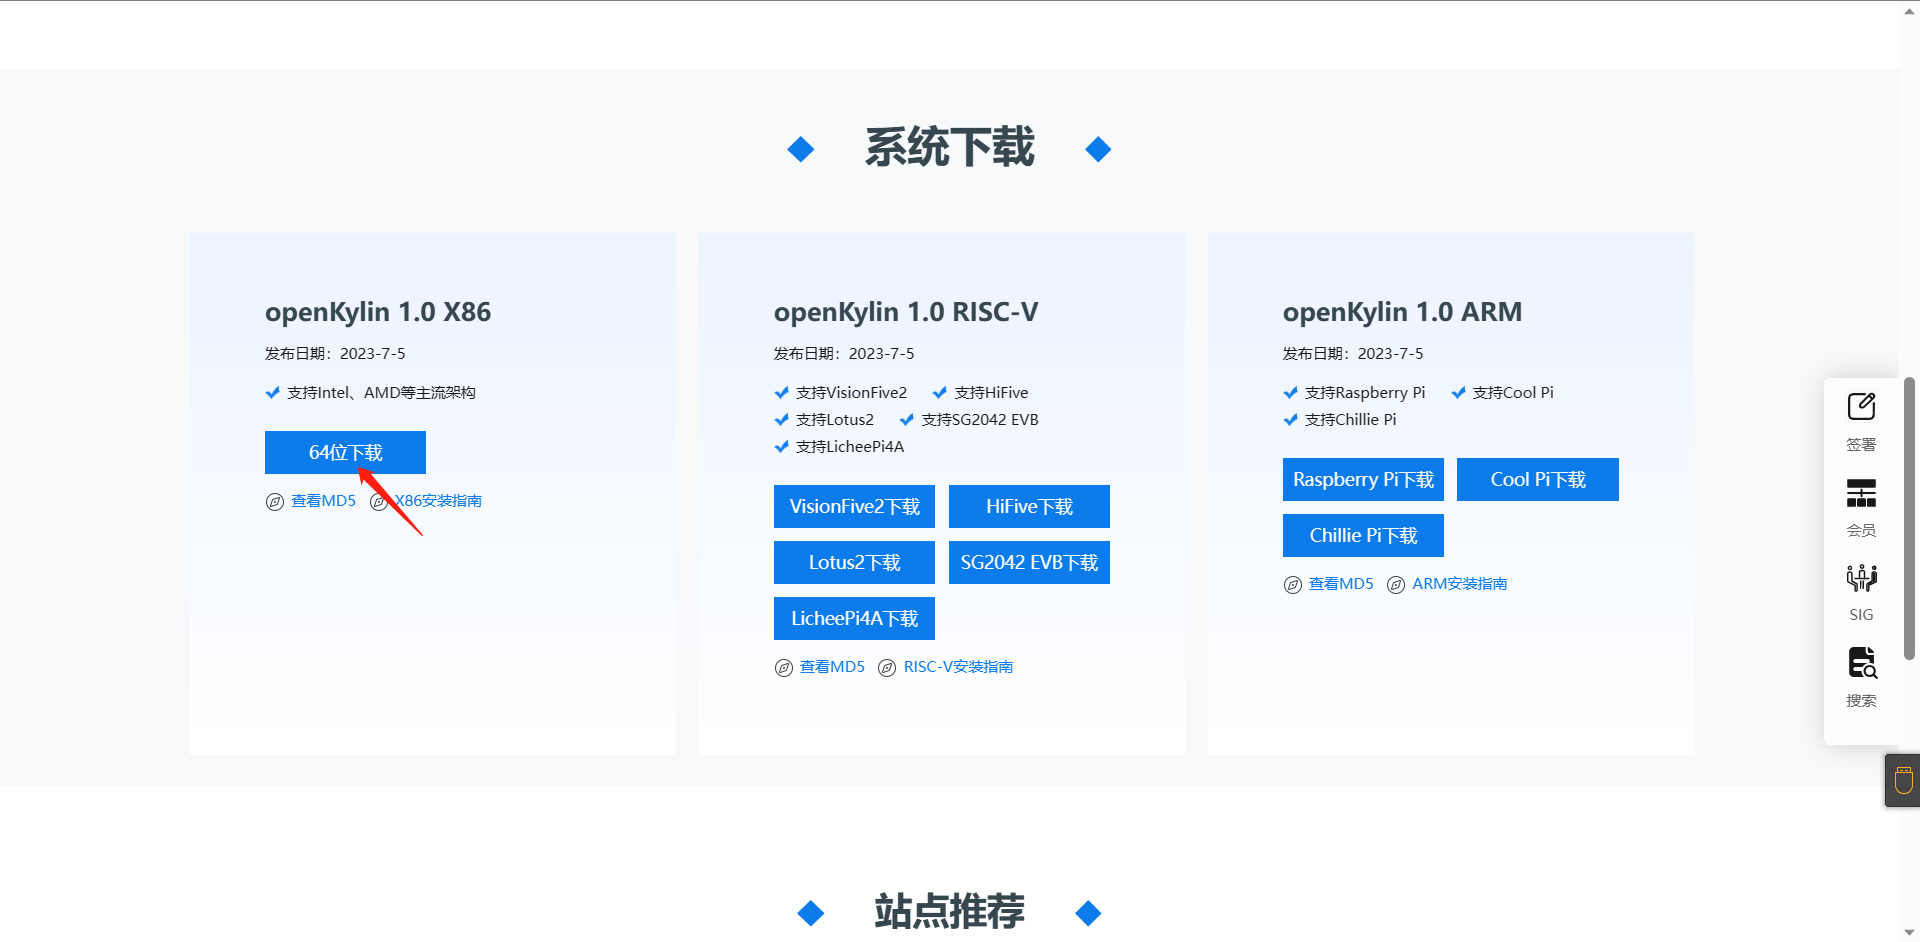 系统下载
openKylin 1.0 X86
发布日期：2023-7-5
支持Intel、AMD等主流架构
64位下载
查看MD5 X86安装指南
openKylin 1.0 RISC-V
发布日期：2023-7-5
支持VisionFive2 支持HiFive
支持Lotus2 支持SG2042 EVB
支持LicheePi4A
VisionFive2下载 HiFive下载
Lotus2下载 SG2042 EVB下载
LicheePi4A下载
查看MD5 RISC-V安装指南
openKylin 1.0 ARM
发布日期：2023-7-5
支持Raspberry Pi 支持Cool Pi
支持Chillie Pi
Raspberry Pi下载 Cool Pi下载
Chillie Pi下载
查看MD5 ARM安装指南
签署
会员
SIG
搜索
站点推荐